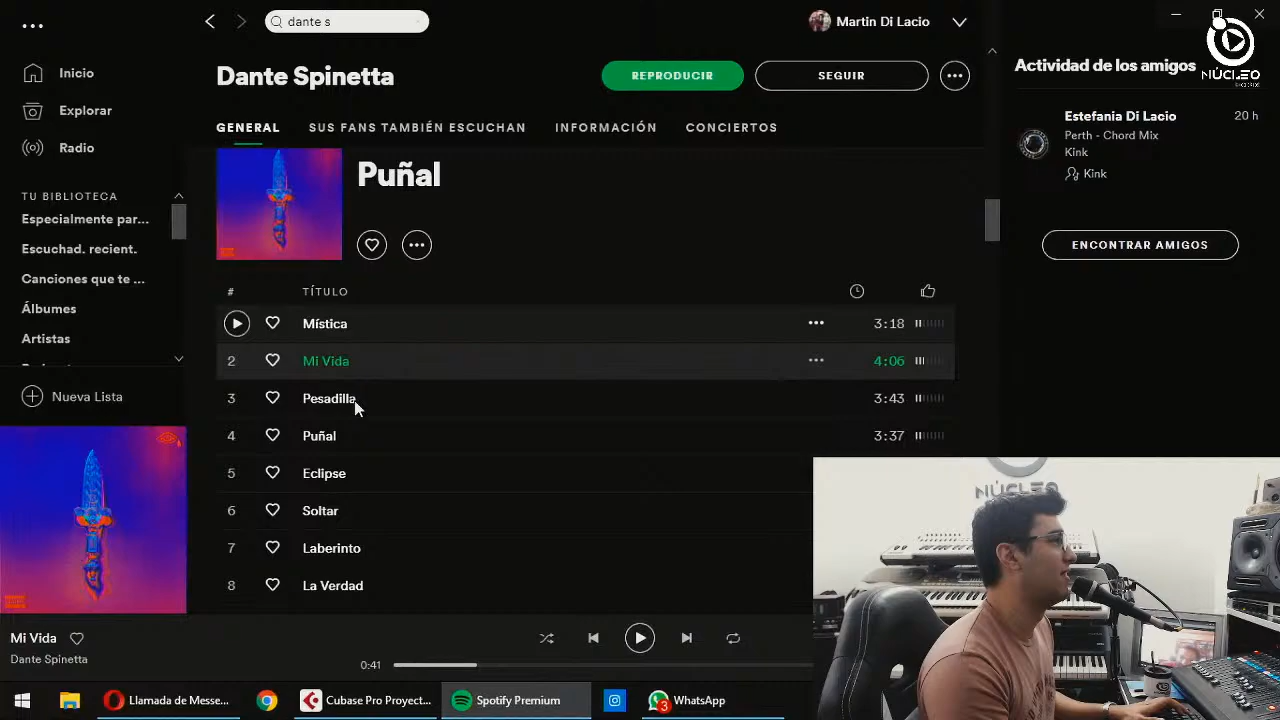 dante s
Martin Di Lacio
NÚCLEO
Dante Spinetta
REPRODUCIR
SEGUIR
Actividad de los amigos
Inicio
Explorar
Radio
GENERAL
SUS FANS TAMBIÉN ESCUCHAN
INFORMACIÓN
CONCIERTOS
Estefania Di Lacio
20 h
Perth - Chord Mix
Kink
Kink
ENCONTRAR AMIGOS
TU BIBLIOTECA
Especialmente par...
Escuchad. recient.
Canciones que te ...
Álbumes
Artistas
Nueva Lista
Puñal
# TÍTULO
Mística 3:18
2 Mi Vida 4:06
3 Pesadilla 3:43
4 Puñal 3:37
5 Eclipse
6 Soltar
7 Laberinto
8 La Verdad
NÚCLEO
Mi Vida
Dante Spinetta
0:41
Llamada de Messe...
Cubase Pro Proyect...
Spotify Premium
3
WhatsApp